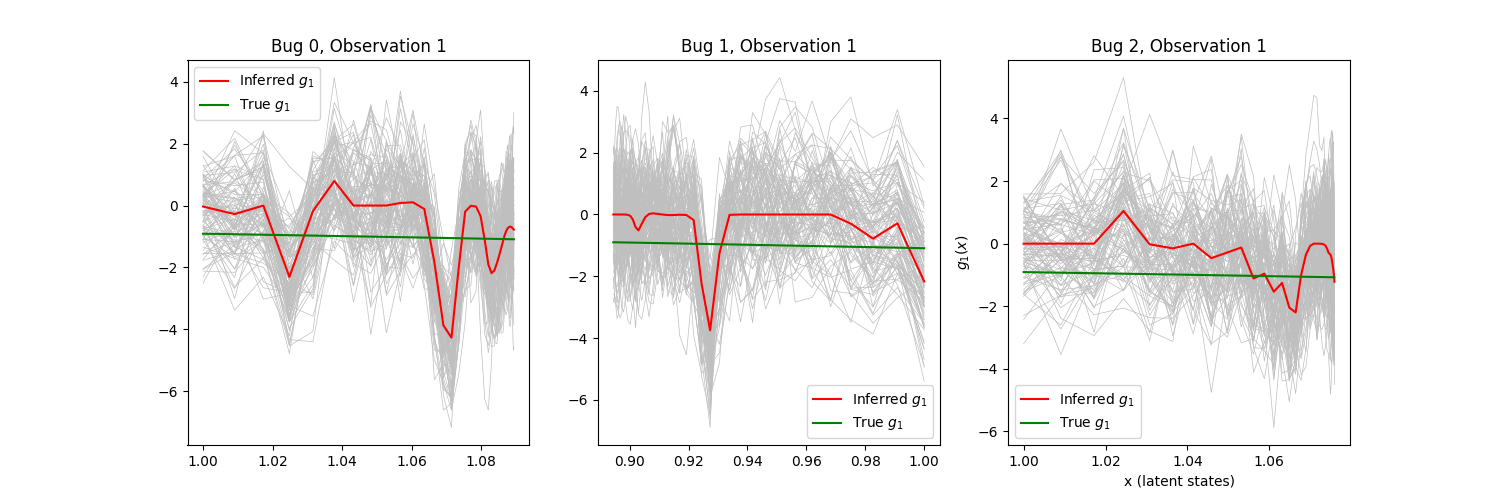 Bug 0, Observation 1
Inferred g₁
True g₁
4
2
0
−2
−4
−6
1.00 1.02 1.04 1.06 1.08
Bug 1, Observation 1
4
2
0
−2
−4
−6
Inferred g₁
True g₁
0.90 0.92 0.94 0.96 0.98 1.00
Bug 2, Observation 1
g₁(x)
4
2
0
−2
−4
−6
Inferred g₁
True g₁
1.00 1.02 1.04 1.06
x (latent states)